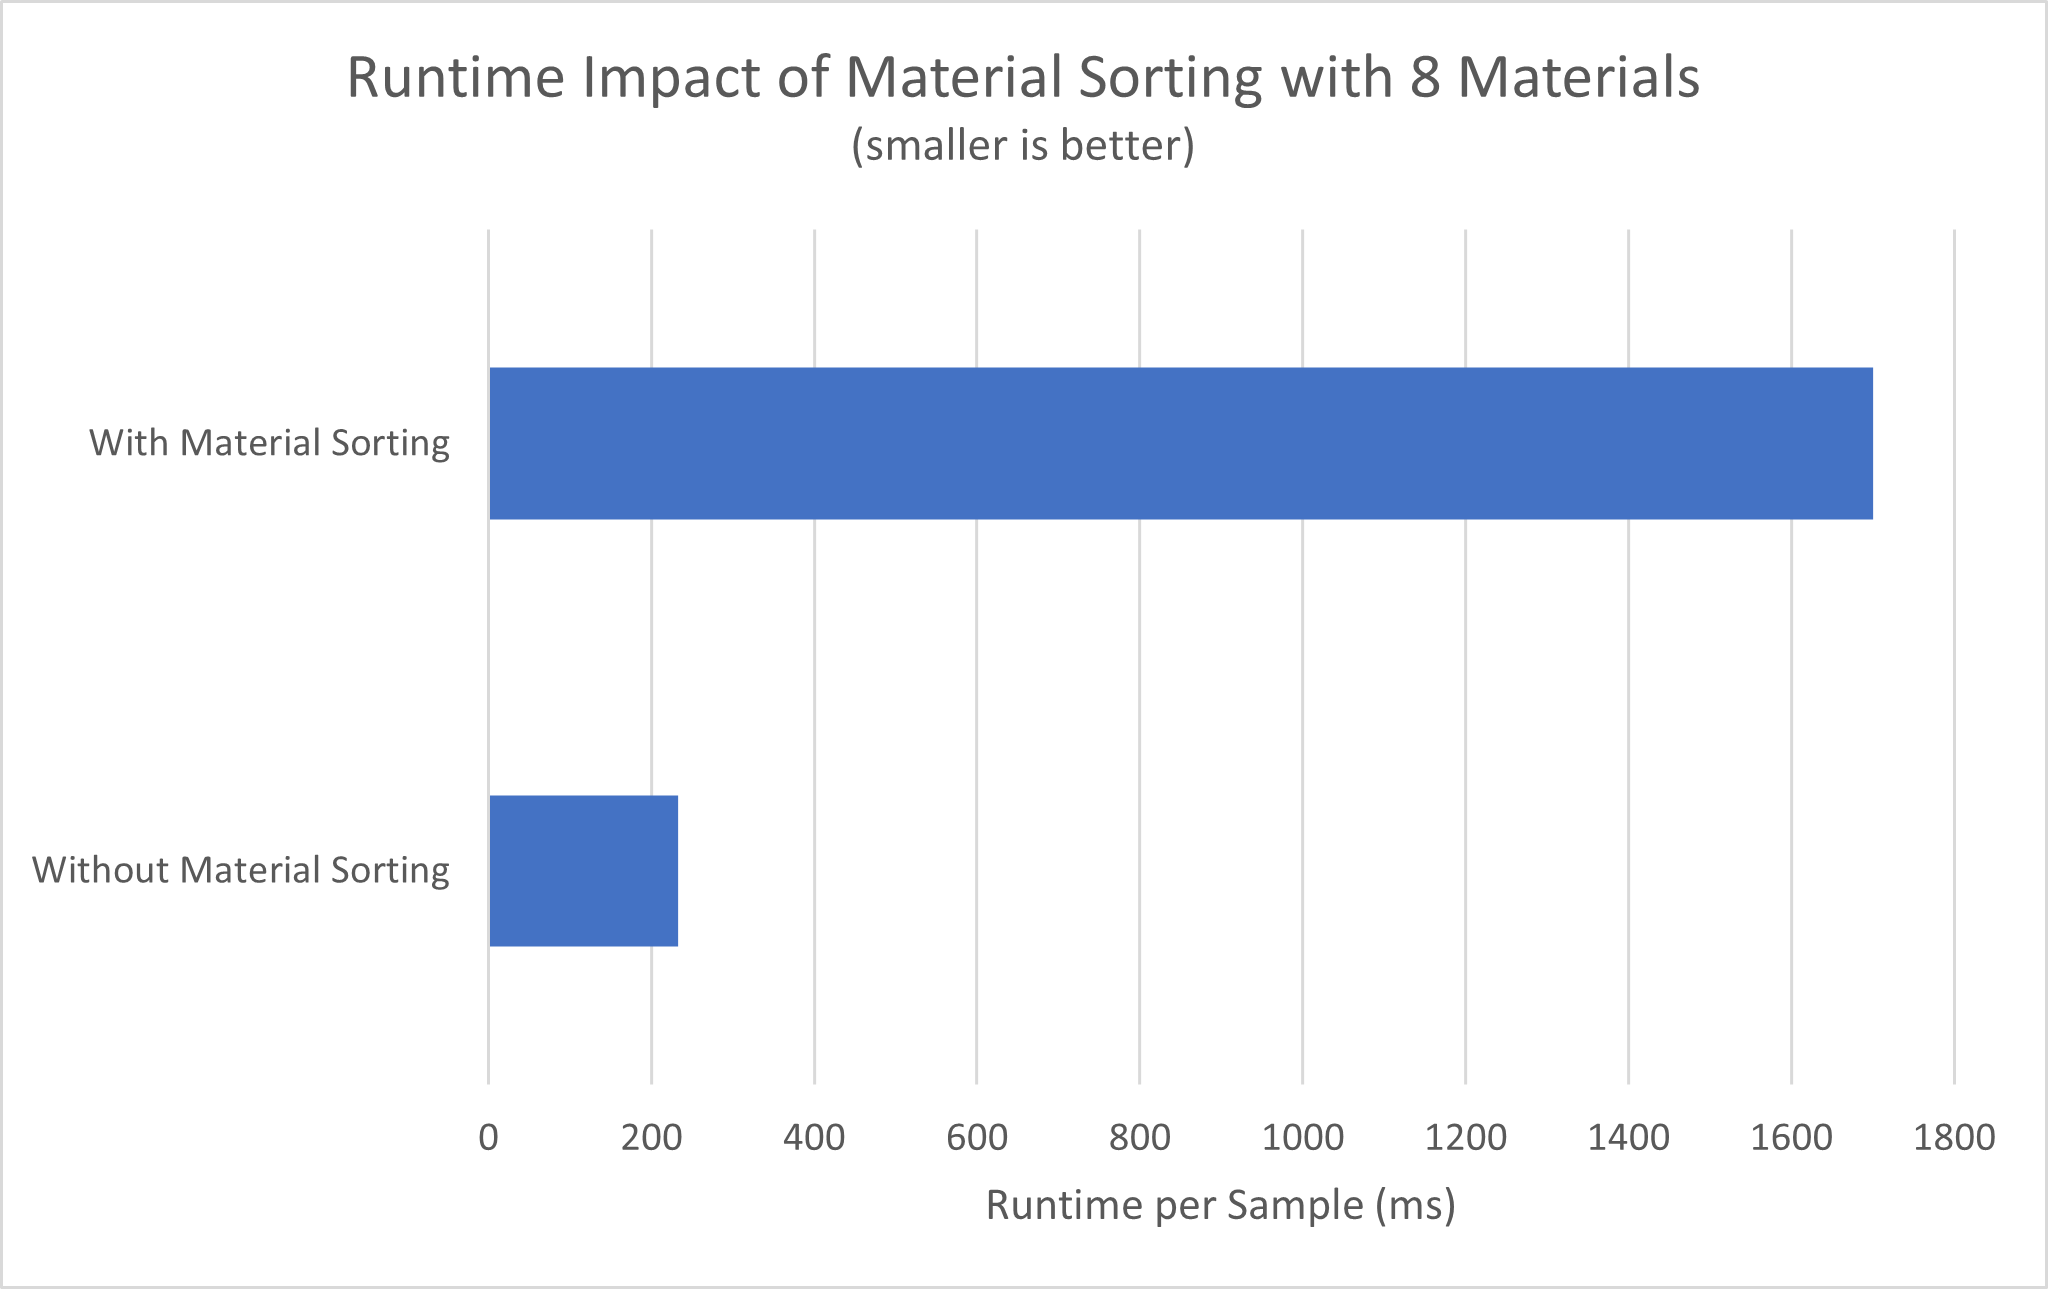 Runtime Impact of Material Sorting with 8 Materials
(smaller is better)
With Material Sorting
Without Material Sorting
0 200 400 600 800 1000 1200 1400 1600 1800
Runtime per Sample (ms)